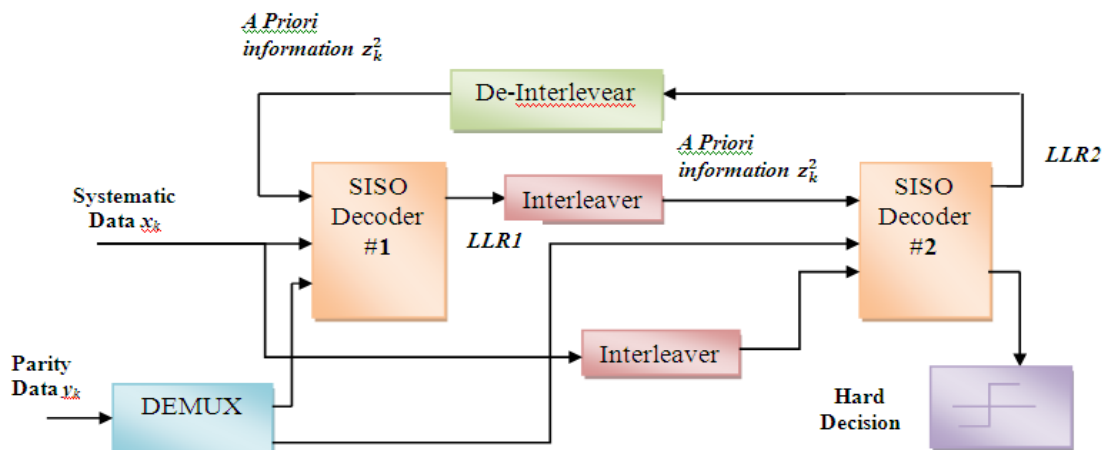 A Priori
information z_k^2
De-Interlevear
A Priori
information z_k^2
LLR2
SISO
Decoder
#1
Interleaver
SISO
Decoder
#2
Systematic
Data x_k
LLR1
Interleaver
Parity
Data y_k
DEMUX
Hard
Decision